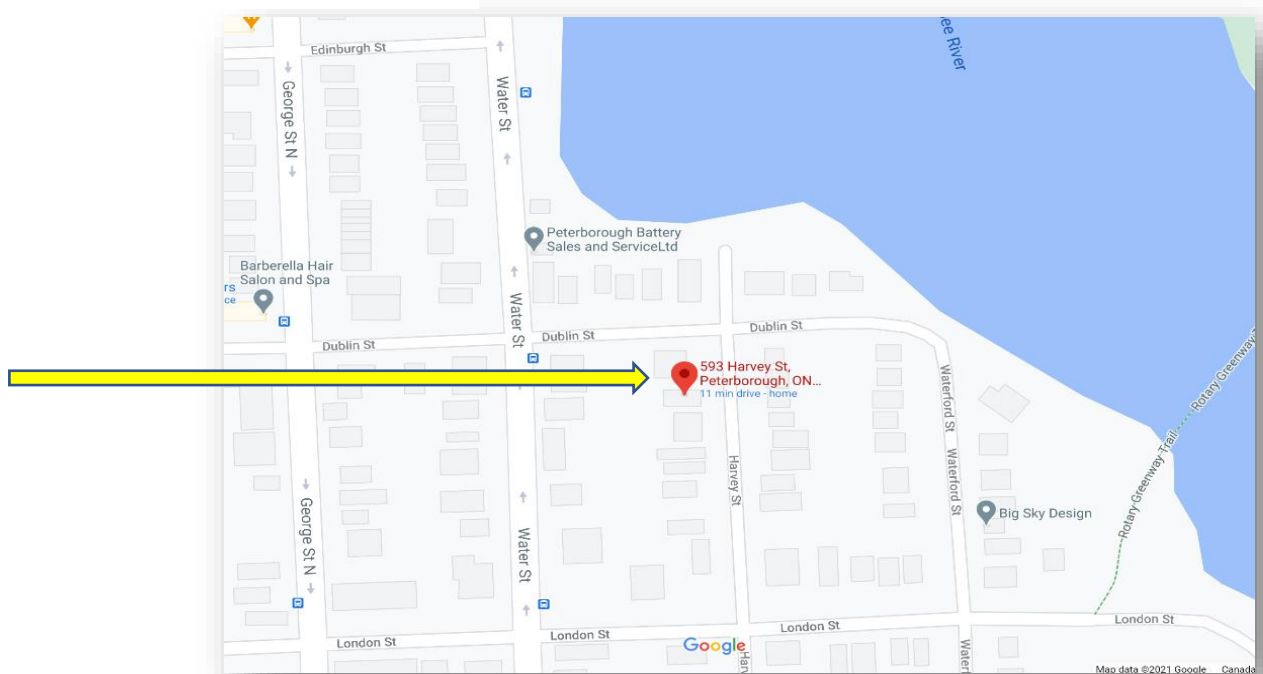 Edinburgh St
ee River
George St N
Water St
Water St
Peterborough Battery
Sales and ServiceLtd
Barberella Hair
Salon and Spa
rs
ce
Dublin St
Dublin St
Dublin St
593 Harvey St,
Peterborough, ON...
11 min drive - home
Rotary Greenway Trail
Rotary Greenway T
Waterford St
Waterford St
Harvey St
Big Sky Design
George St N
Water St
London St
London St
London St
London St
Google
Har
Water
Map data ©2021 Google
Canada